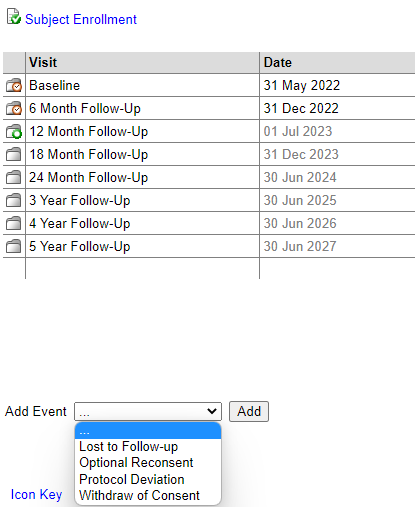 Subject Enrollment
Visit Date
Baseline 31 May 2022
6 Month Follow-Up 31 Dec 2022
12 Month Follow-Up 01 Jul 2023
18 Month Follow-Up 31 Dec 2023
24 Month Follow-Up 30 Jun 2024
3 Year Follow-Up 30 Jun 2025
4 Year Follow-Up 30 Jun 2026
5 Year Follow-Up 30 Jun 2027
Add Event ... Add
...
Lost to Follow-up
Optional Reconsent
Protocol Deviation
Withdraw of Consent
Icon Key